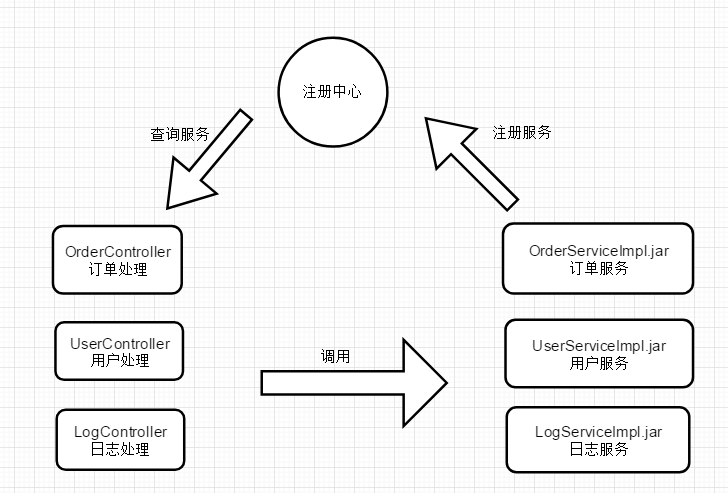 注册中心
查询服务
注册服务
OrderController
订单处理
OrderServiceImpl.jar
订单服务
UserController
用户处理
调用
UserServiceImpl.jar
用户服务
LogController
日志处理
LogServiceImpl.jar
日志服务